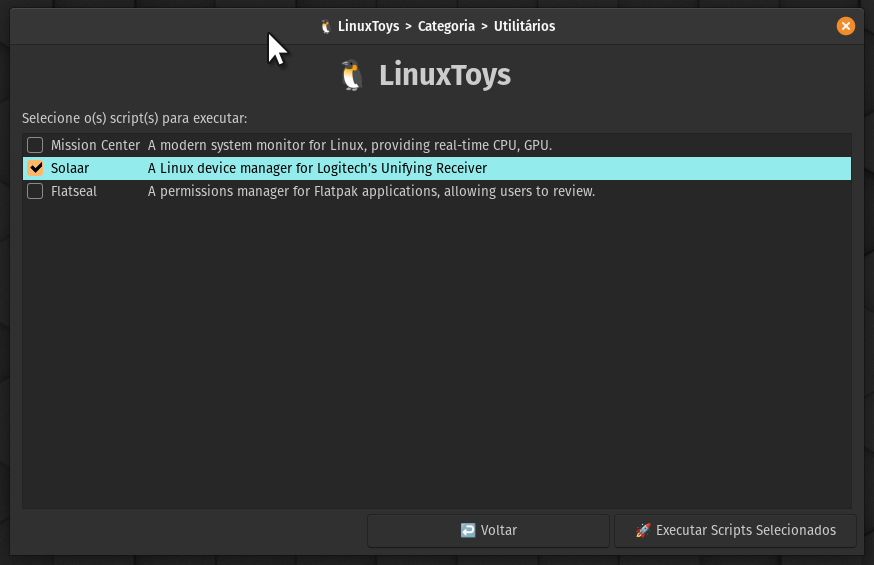 LinuxToys > Categoria > Utilitários
LinuxToys
Selecione o(s) script(s) para executar:
Mission Center A modern system monitor for Linux, providing real-time CPU, GPU.
Solaar A Linux device manager for Logitech's Unifying Receiver
Flatseal A permissions manager for Flatpak applications, allowing users to review.
Voltar Executar Scripts Selecionados